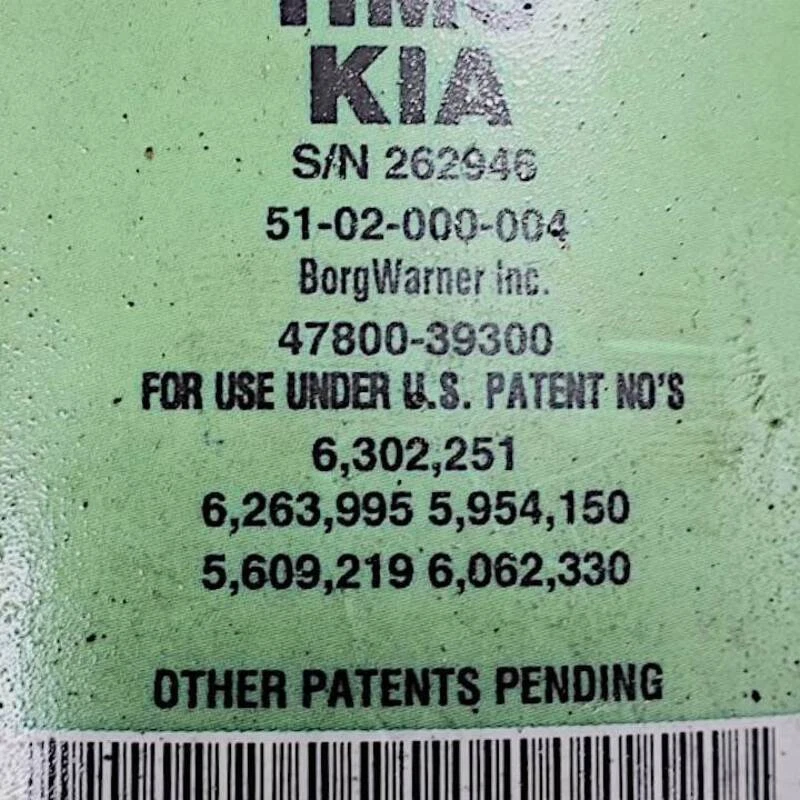 KIA
S/N 262946
51-02-000-004
BorgWarner Inc.
47800-39300
FOR USE UNDER U.S. PATENT NO'S
6,302,251
6,263,995 5,954,150
5,609,219 6,062,330
OTHER PATENTS PENDING